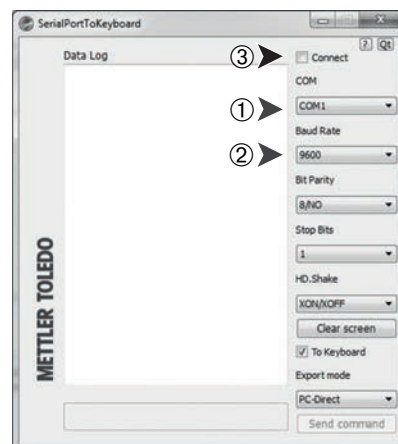 SerialPortToKeyboard
? Qt
Data Log
③ Connect
COM
① COM1
Baud Rate
② 9600
Bit Parity
8/NO
Stop Bits
1
HD.Shake
XON/XOFF
Clear screen
To Keyboard
Export mode
PC-Direct
Send command
METTLER TOLEDO